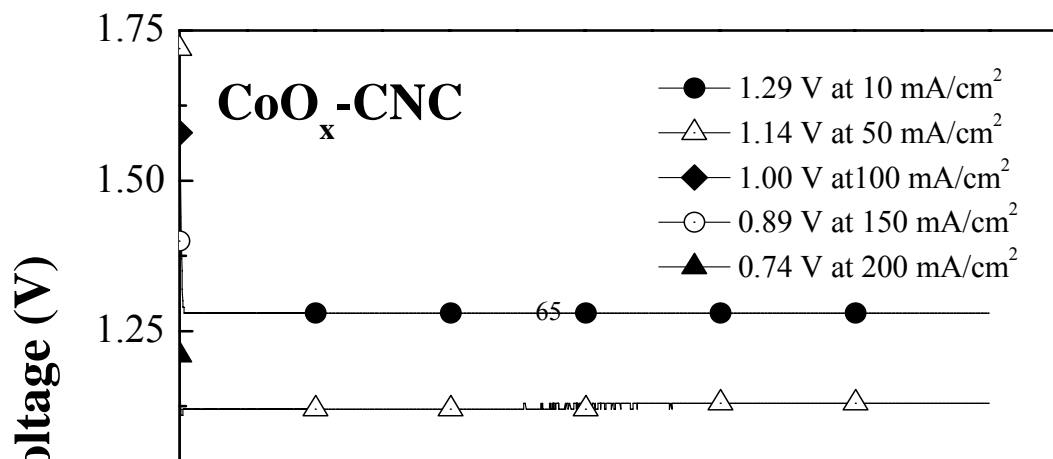 1.75
CoOx-CNC
1.29 V at 10 mA/cm²
1.14 V at 50 mA/cm²
1.50
1.00 V at100 mA/cm²
0.89 V at 150 mA/cm²
0.74 V at 200 mA/cm²
65
1.25
oltage (V)